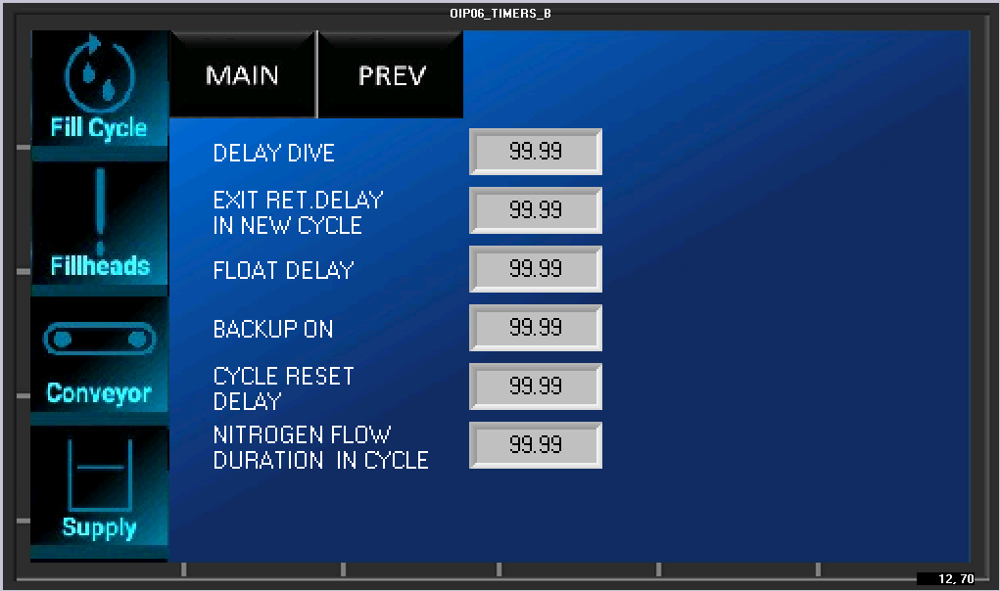 OIP06_TIMERS_B
Fill Cycle
MAIN
PREV
DELAY DIVE
99.99
EXIT RET.DELAY
IN NEW CYCLE
99.99
Fillheads
FLOAT DELAY
99.99
BACKUP ON
99.99
Conveyor
CYCLE RESET
DELAY
99.99
NITROGEN FLOW
DURATION  IN CYCLE
99.99
Supply
12, 70